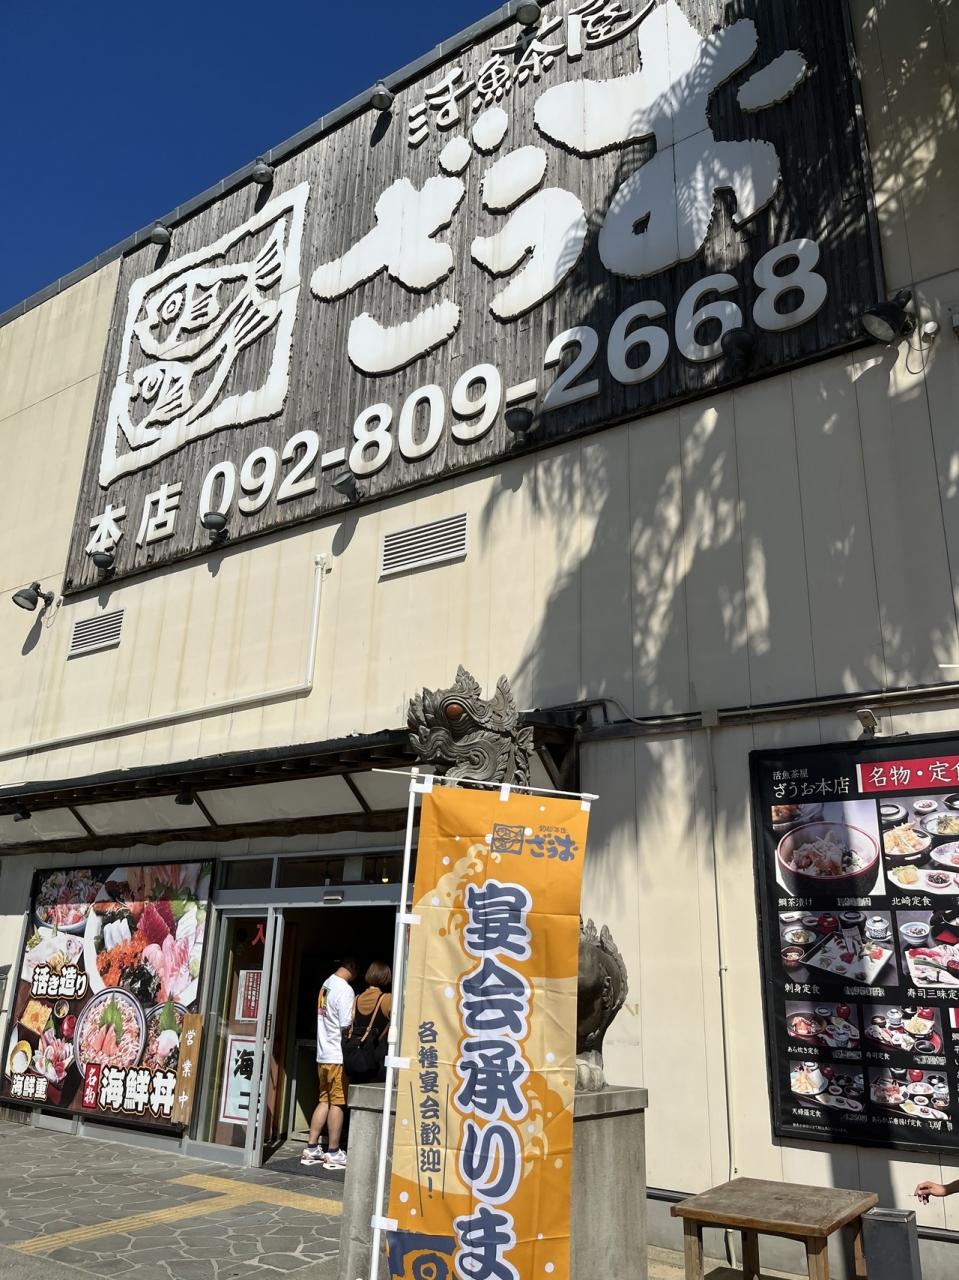 活魚茶屋
ざうお
本店 092-809-2668
ざうお
宴会承りま
各種宴会歓迎!
活き造り
名物
海鮮丼
海鮮重
営業中
入
海
活魚茶屋
ざうお本店
名物・定食
鯛茶漬け
北崎定食
刺身定食
寿司三昧定
あら炊き定食
寿司定食
天婦羅定食